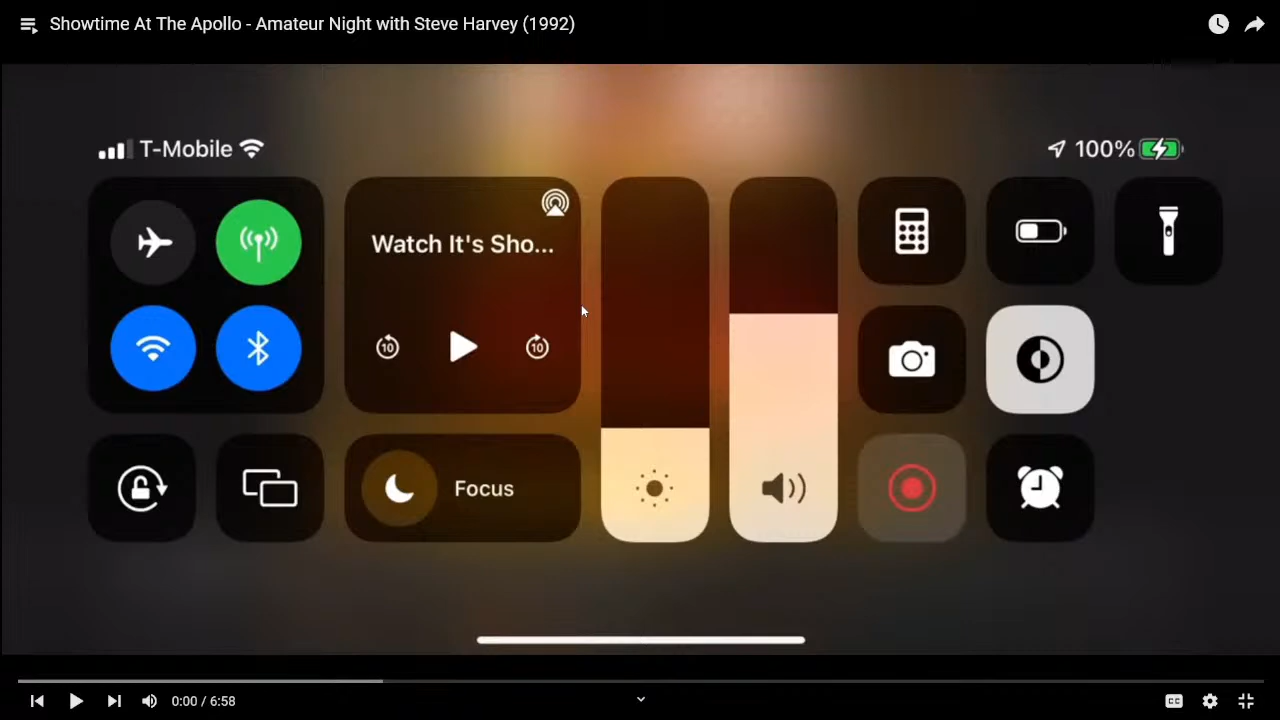 Showtime At The Apollo - Amateur Night with Steve Harvey (1992)
T-Mobile
100%
Watch It's Sho...
10
10
Focus
0:00 / 6:58
CC